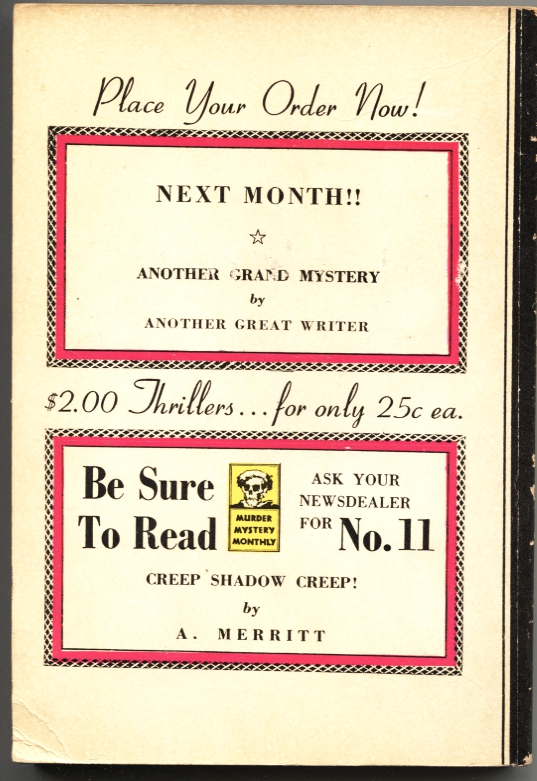 Place Your Order Now!
NEXT MONTH!!
ANOTHER GRAND MYSTERY
by
ANOTHER GREAT WRITER
$2.00 Thrillers...for only 25c ea.
Be Sure
To Read
MURDER
MYSTERY
MONTHLY
ASK YOUR
NEWSDEALER
FOR No. 11
CREEP SHADOW CREEP!
by
A. MERRITT